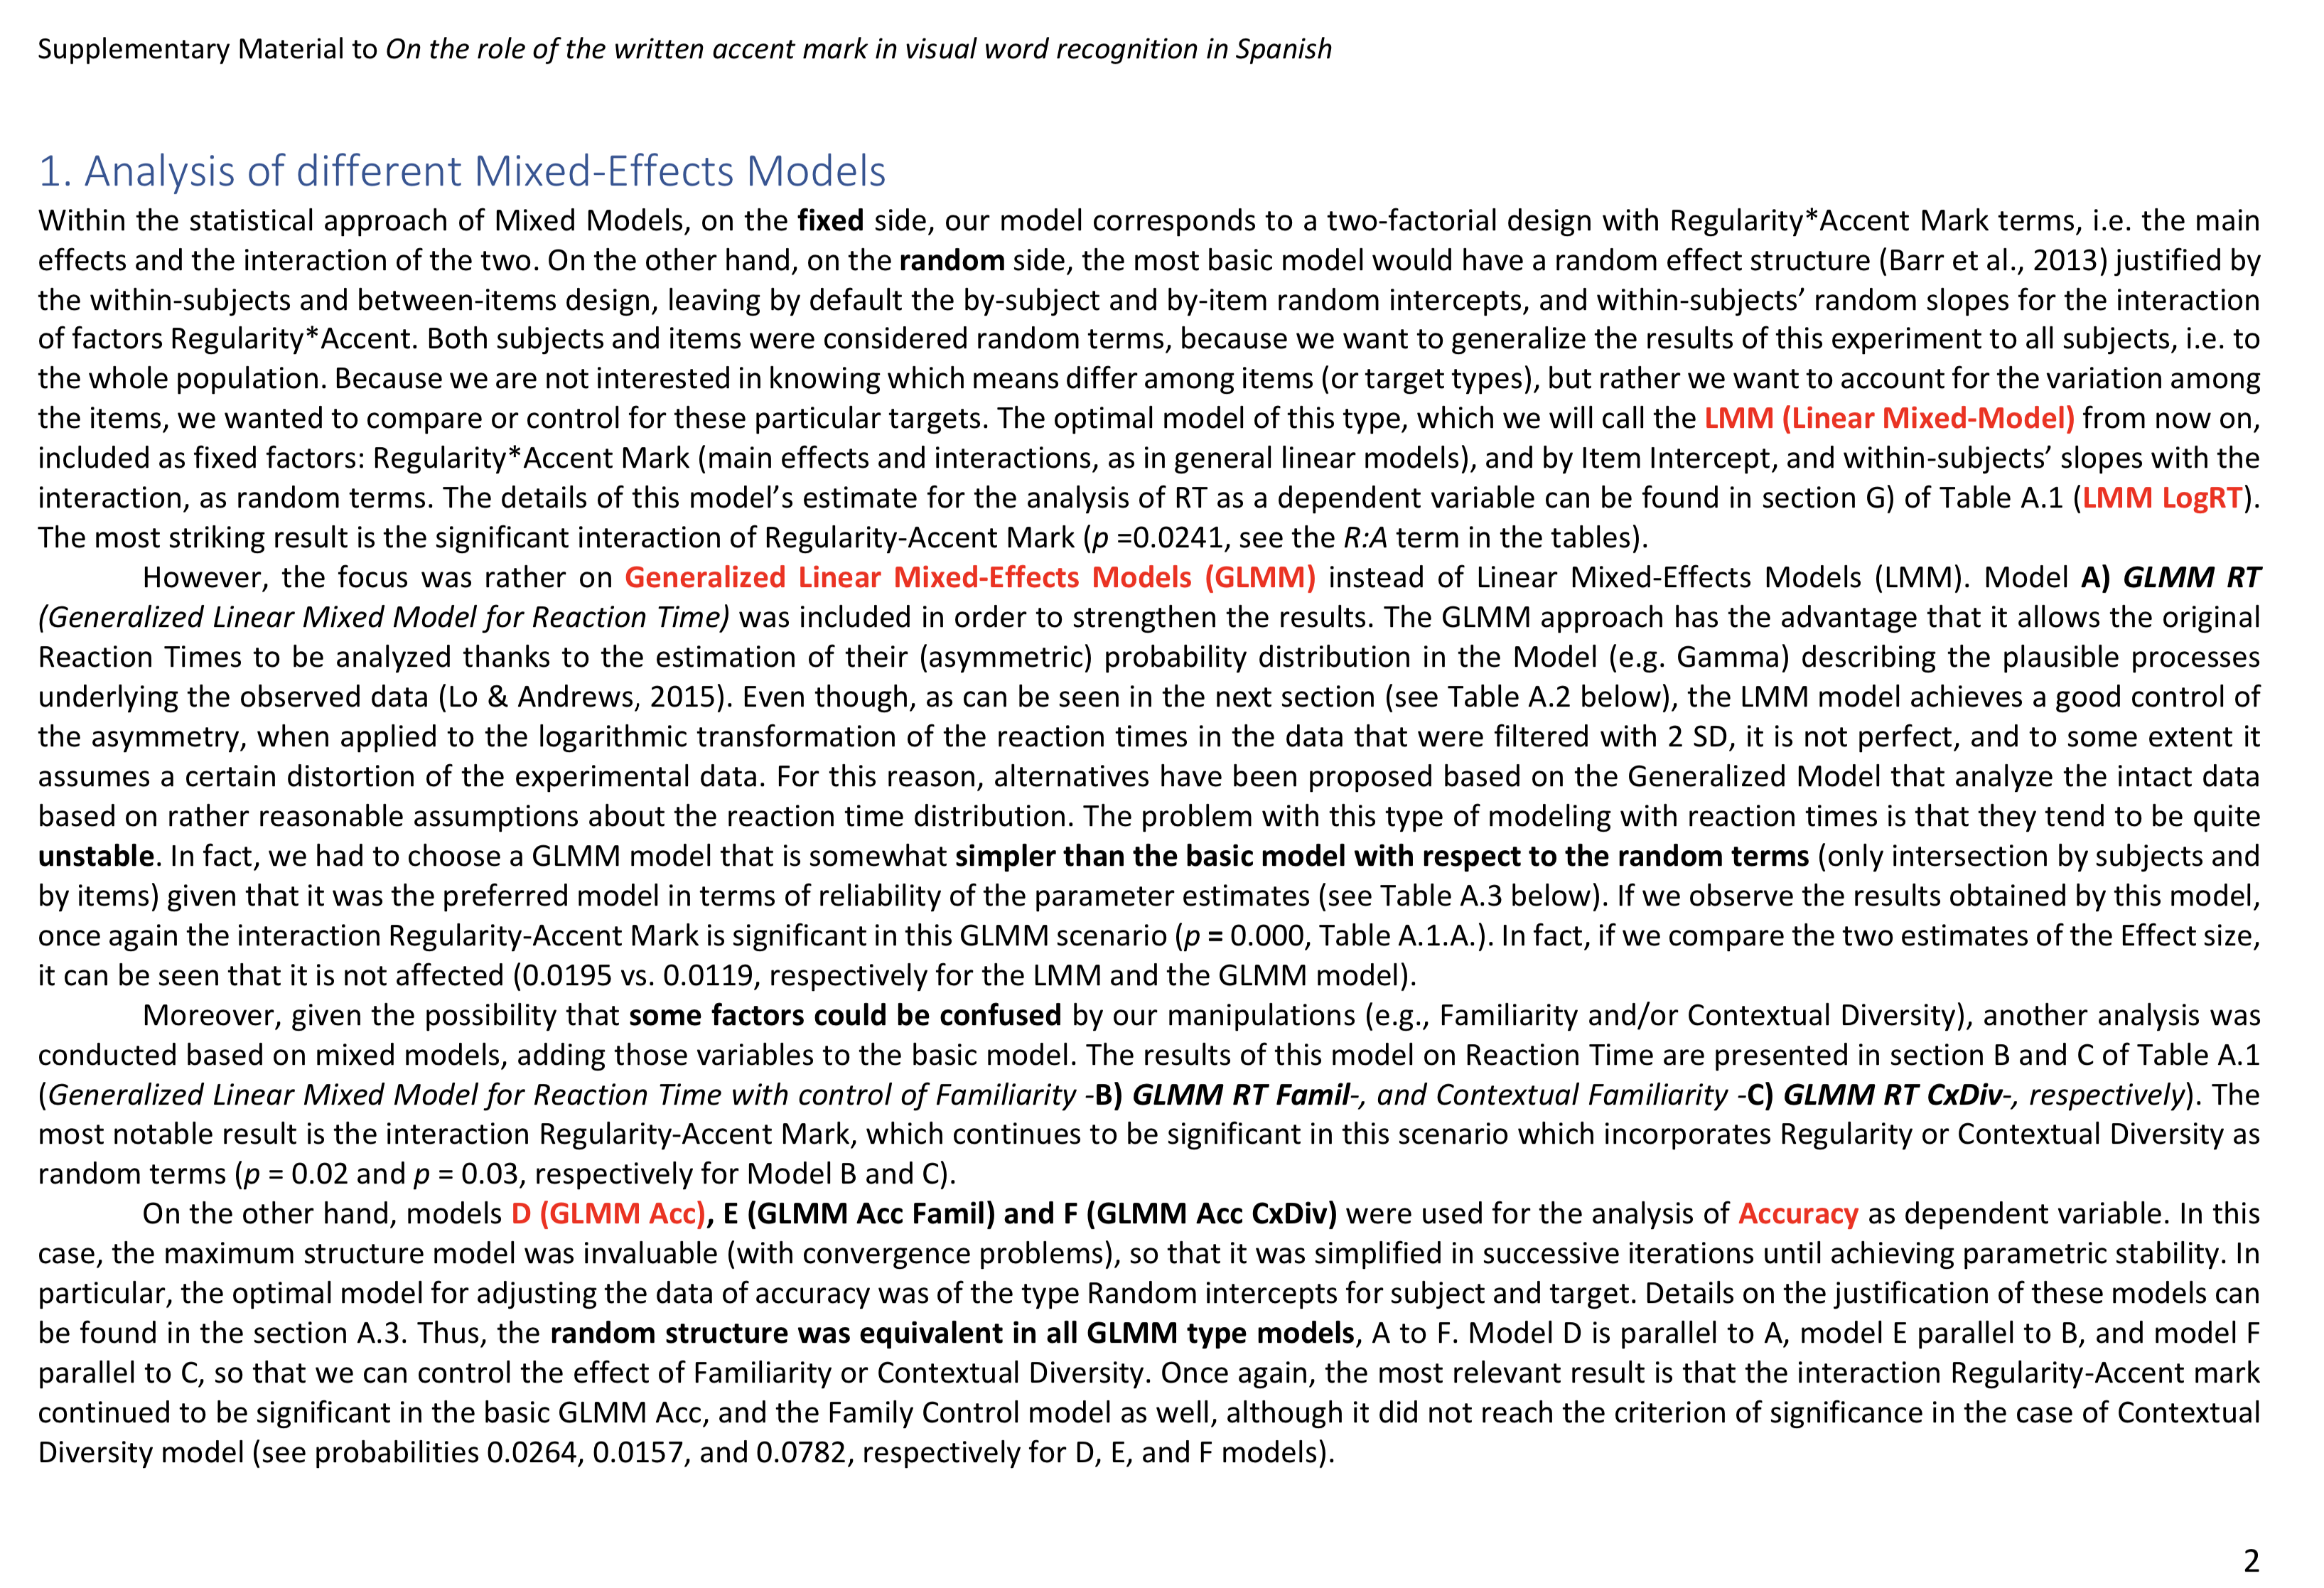 Supplementary Material to On the role of the written accent mark in visual word recognition in Spanish
1. Analysis of different Mixed-Effects Models
Within the statistical approach of Mixed Models, on the fixed side, our model corresponds to a two-factorial design with Regularity*Accent Mark terms, i.e. the main
effects and the interaction of the two. On the other hand, on the random side, the most basic model would have a random effect structure (Barr et al., 2013) justified by
the within-subjects and between-items design, leaving by default the by-subject and by-item random intercepts, and within-subjects’ random slopes for the interaction
of factors Regularity*Accent. Both subjects and items were considered random terms, because we want to generalize the results of this experiment to all subjects, i.e. to
the whole population. Because we are not interested in knowing which means differ among items (or target types), but rather we want to account for the variation among
the items, we wanted to compare or control for these particular targets. The optimal model of this type, which we will call the LMM (Linear Mixed-Model) from now on,
included as fixed factors: Regularity*Accent Mark (main effects and interactions, as in general linear models), and by Item Intercept, and within-subjects’ slopes with the
interaction, as random terms. The details of this model’s estimate for the analysis of RT as a dependent variable can be found in section G) of Table A.1 (LMM LogRT).
The most striking result is the significant interaction of Regularity-Accent Mark (p =0.0241, see the R:A term in the tables).
However, the focus was rather on Generalized Linear Mixed-Effects Models (GLMM) instead of Linear Mixed-Effects Models (LMM). Model A) GLMM RT
(Generalized Linear Mixed Model for Reaction Time) was included in order to strengthen the results. The GLMM approach has the advantage that it allows the original
Reaction Times to be analyzed thanks to the estimation of their (asymmetric) probability distribution in the Model (e.g. Gamma) describing the plausible processes
underlying the observed data (Lo & Andrews, 2015). Even though, as can be seen in the next section (see Table A.2 below), the LMM model achieves a good control of
the asymmetry, when applied to the logarithmic transformation of the reaction times in the data that were filtered with 2 SD, it is not perfect, and to some extent it
assumes a certain distortion of the experimental data. For this reason, alternatives have been proposed based on the Generalized Model that analyze the intact data
based on rather reasonable assumptions about the reaction time distribution. The problem with this type of modeling with reaction times is that they tend to be quite
unstable. In fact, we had to choose a GLMM model that is somewhat simpler than the basic model with respect to the random terms (only intersection by subjects and
by items) given that it was the preferred model in terms of reliability of the parameter estimates (see Table A.3 below). If we observe the results obtained by this model,
once again the interaction Regularity-Accent Mark is significant in this GLMM scenario (p = 0.000, Table A.1.A.). In fact, if we compare the two estimates of the Effect size,
it can be seen that it is not affected (0.0195 vs. 0.0119, respectively for the LMM and the GLMM model).
Moreover, given the possibility that some factors could be confused by our manipulations (e.g., Familiarity and/or Contextual Diversity), another analysis was
conducted based on mixed models, adding those variables to the basic model. The results of this model on Reaction Time are presented in section B and C of Table A.1
(Generalized Linear Mixed Model for Reaction Time with control of Familiarity -B) GLMM RT Famil-, and Contextual Familiarity -C) GLMM RT CxDiv-, respectively). The
most notable result is the interaction Regularity-Accent Mark, which continues to be significant in this scenario which incorporates Regularity or Contextual Diversity as
random terms (p = 0.02 and p = 0.03, respectively for Model B and C).
On the other hand, models D (GLMM Acc), E (GLMM Acc Famil) and F (GLMM Acc CxDiv) were used for the analysis of Accuracy as dependent variable. In this
case, the maximum structure model was invaluable (with convergence problems), so that it was simplified in successive iterations until achieving parametric stability. In
particular, the optimal model for adjusting the data of accuracy was of the type Random intercepts for subject and target. Details on the justification of these models can
be found in the section A.3. Thus, the random structure was equivalent in all GLMM type models, A to F. Model D is parallel to A, model E parallel to B, and model F
parallel to C, so that we can control the effect of Familiarity or Contextual Diversity. Once again, the most relevant result is that the interaction Regularity-Accent mark
continued to be significant in the basic GLMM Acc, and the Family Control model as well, although it did not reach the criterion of significance in the case of Contextual
Diversity model (see probabilities 0.0264, 0.0157, and 0.0782, respectively for D, E, and F models).
2